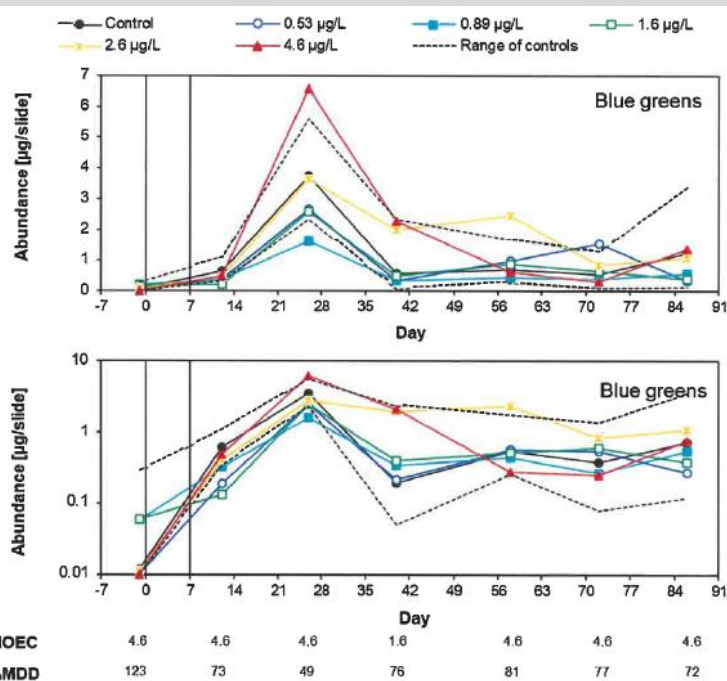 Control 0.53 µg/L 0.89 µg/L 1.6 µg/L
2.6 µg/L 4.6 µg/L Range of controls
Abundance [µg/slide]
Blue greens
7
6
5
4
3
2
1
0
-7 0 7 14 21 28 35 42 49 56 63 70 77 84 91
Day
Abundance [µg/slide]
Blue greens
10
1
0.1
0.01
-7 0 7 14 21 28 35 42 49 56 63 70 77 84 91
Day
4.6 4.6 4.6 1.6 4.6 4.6 4.6
123 73 49 76 81 77 72